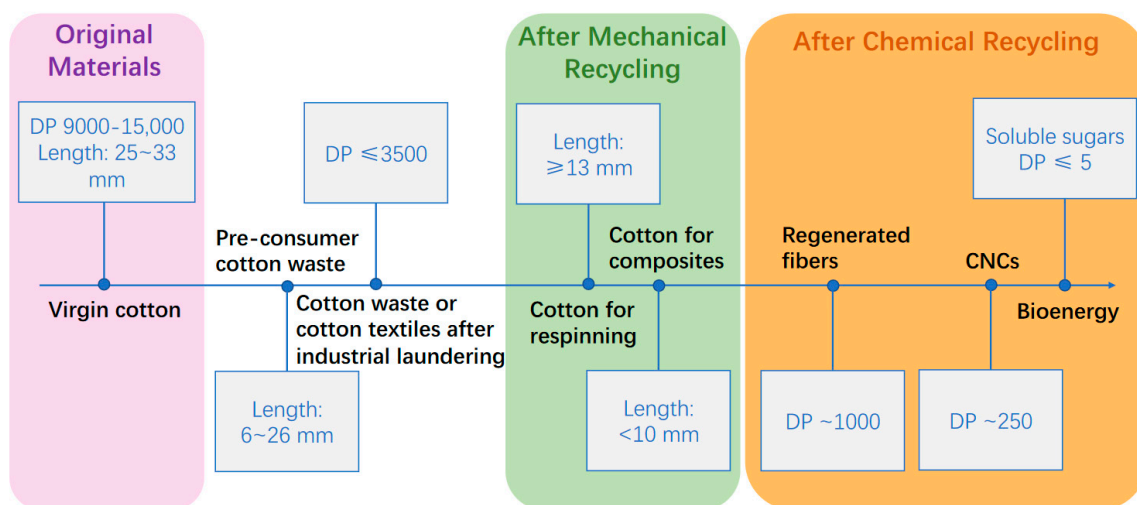 Original
Materials
After Mechanical
Recycling
After Chemical Recycling
DP 9000-15,000
Length: 25~33
mm
DP ≤3500
Length:
≥13 mm
Soluble sugars
DP ≤ 5
Pre-consumer
cotton waste
Cotton for
composites
Regenerated
fibers
CNCs
Virgin cotton
Cotton waste or
cotton textiles after
industrial laundering
Cotton for
respinning
Bioenergy
Length:
6~26 mm
Length:
<10 mm
DP ~1000
DP ~250